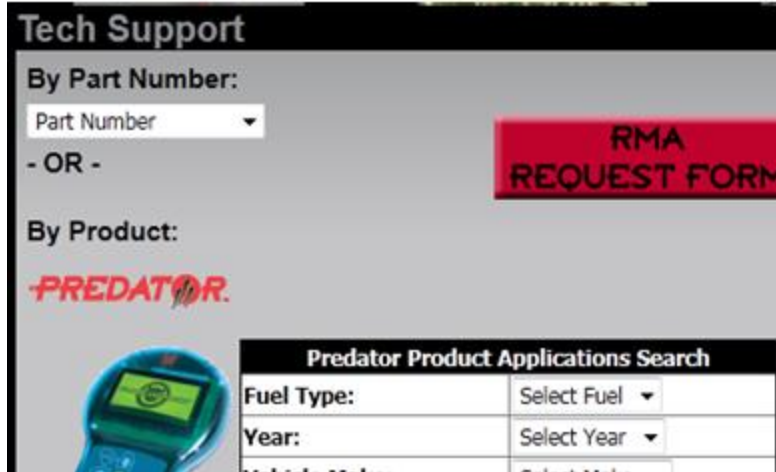 Tech Support
By Part Number:
Part Number
- OR -
RMA
REQUEST FORM
By Product:
PREDATOR.
Predator Product Applications Search
Fuel Type: Select Fuel
Year: Select Year